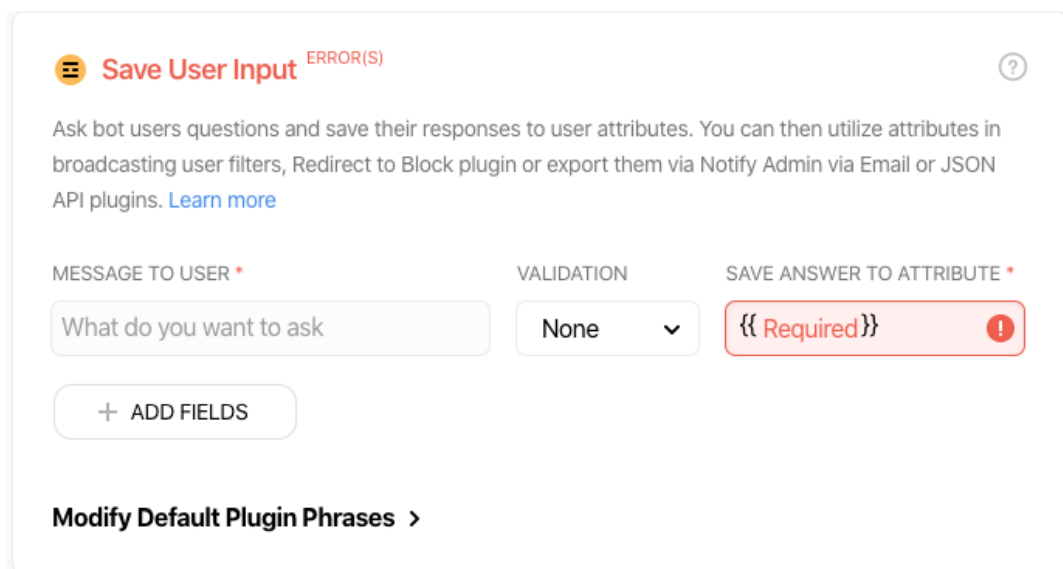 Save User Input ERROR(S)
?
Ask bot users questions and save their responses to user attributes. You can then utilize attributes in
broadcasting user filters, Redirect to Block plugin or export them via Notify Admin via Email or JSON
API plugins. Learn more
MESSAGE TO USER * VALIDATION SAVE ANSWER TO ATTRIBUTE *
What do you want to ask None {{ Required }} !
+ ADD FIELDS
Modify Default Plugin Phrases >